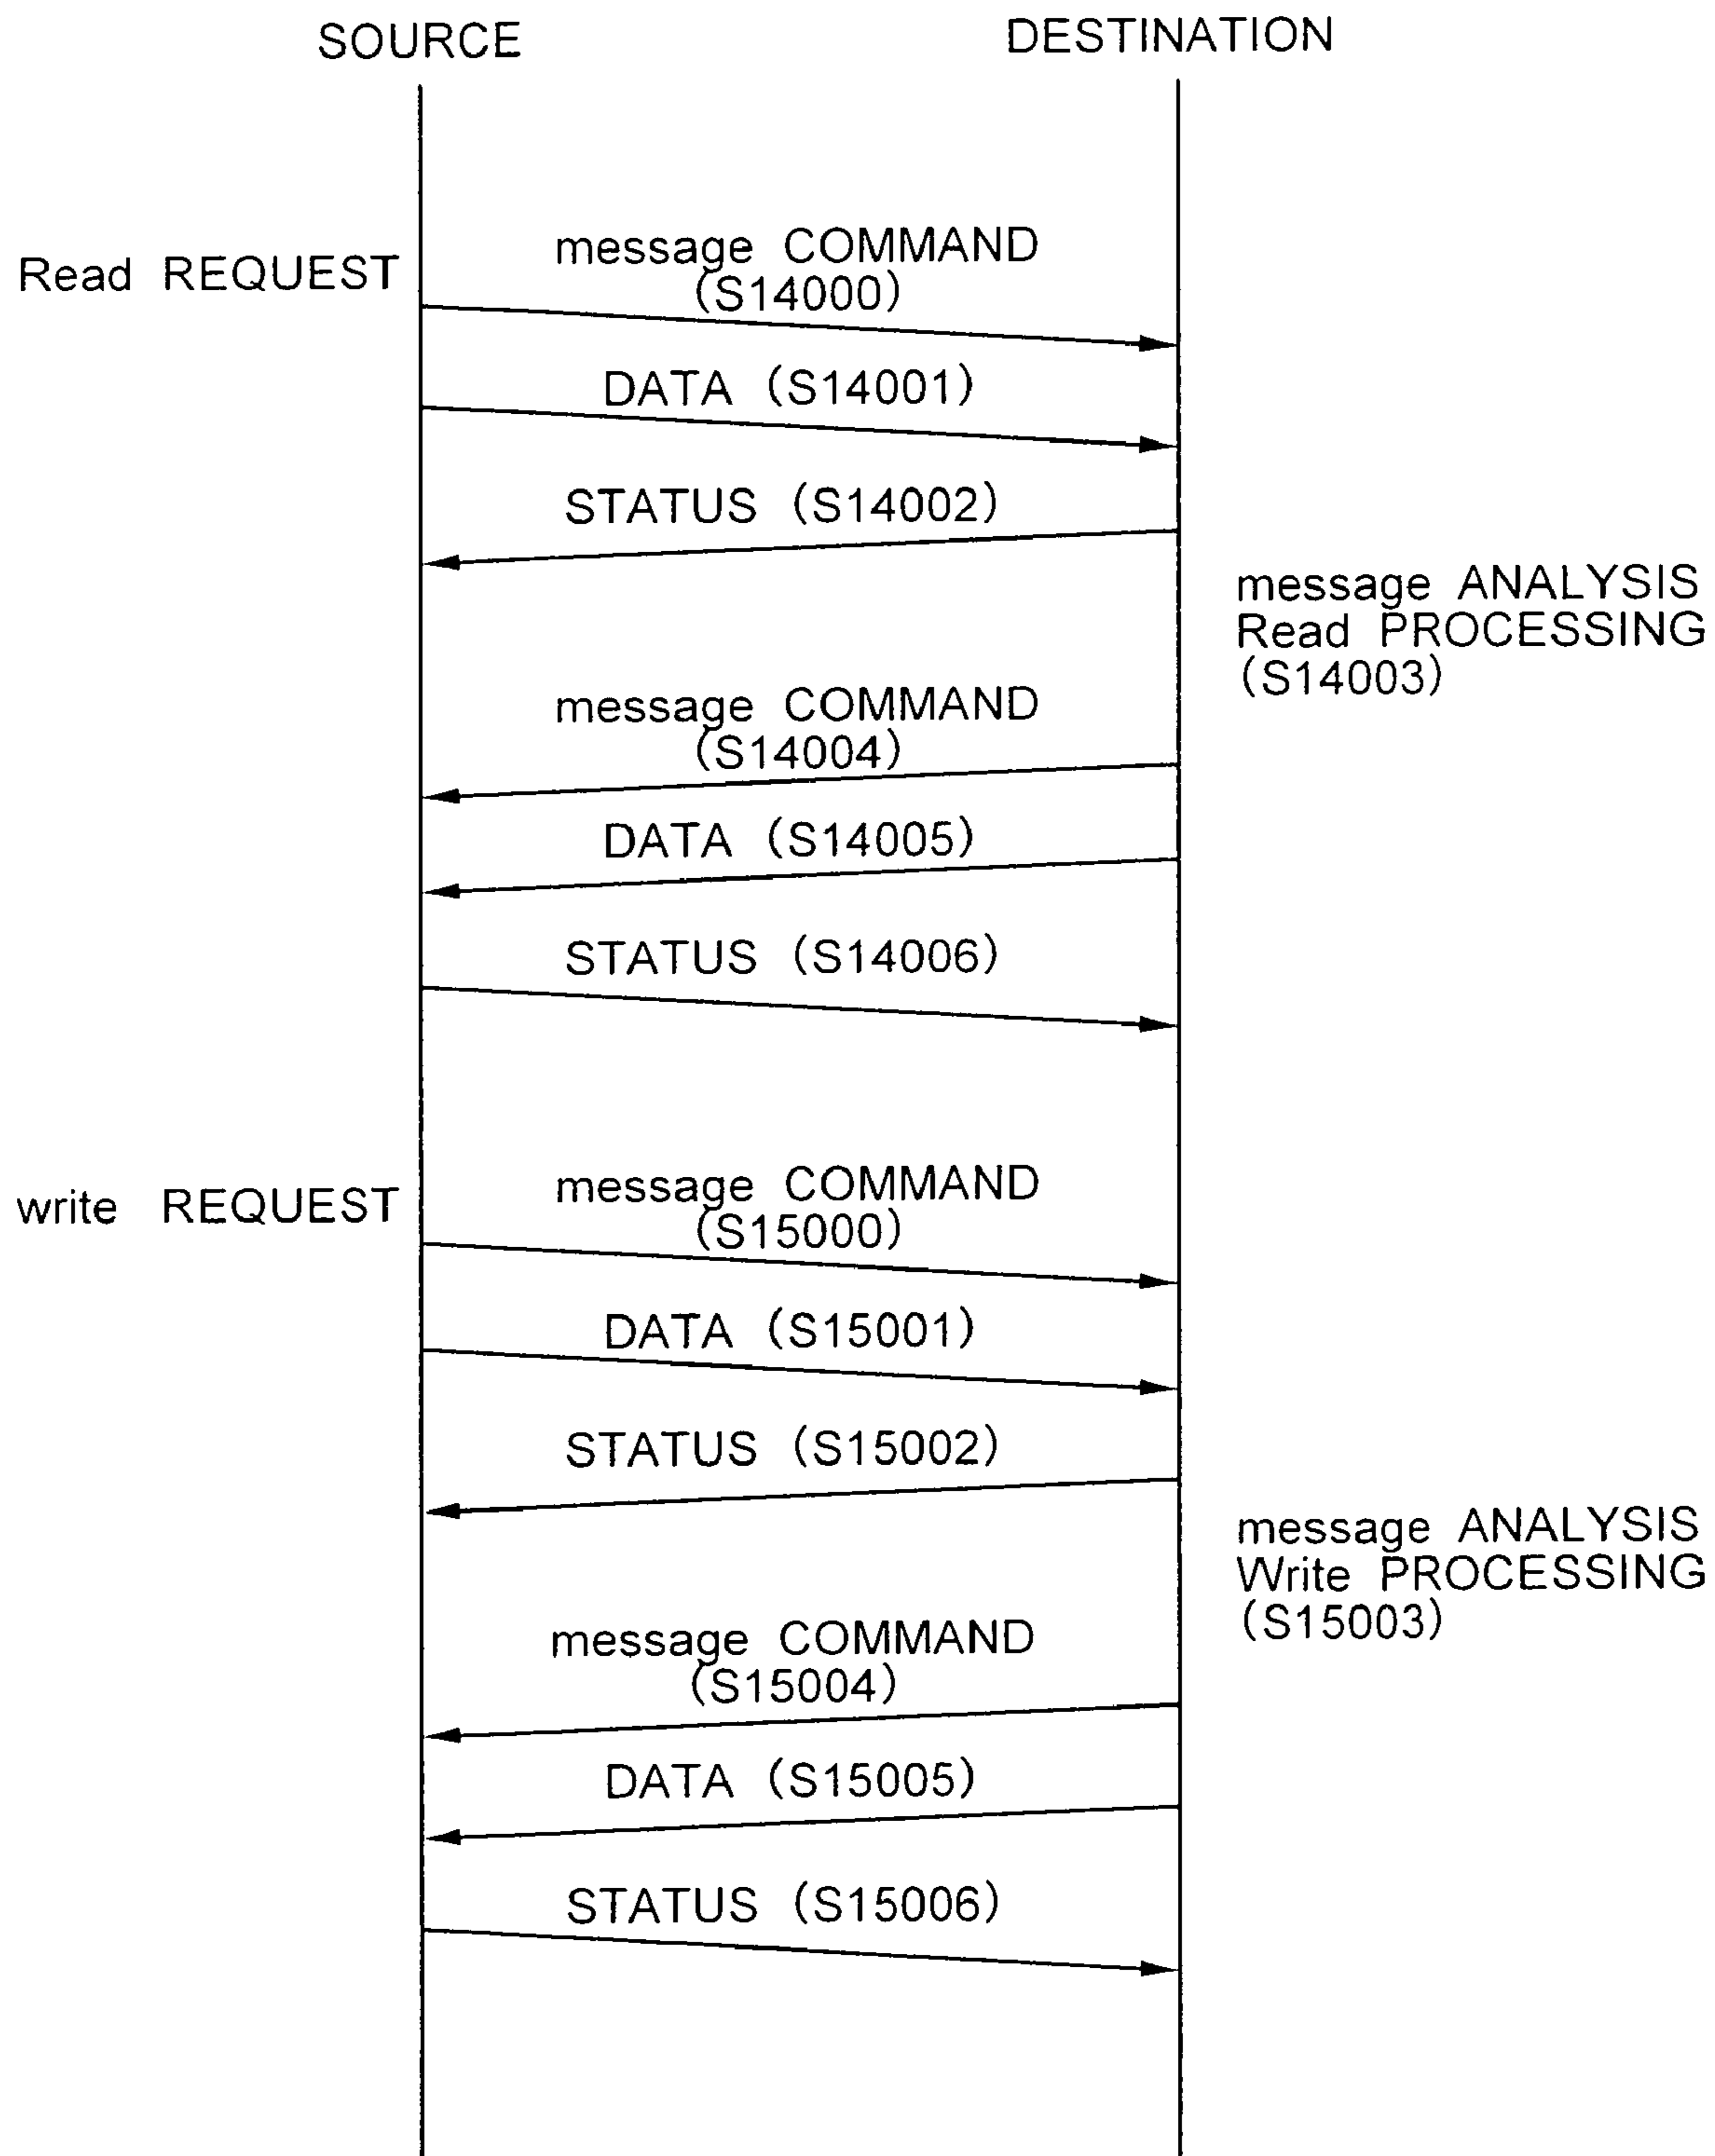 SOURCE
DESTINATION
Read REQUEST
message COMMAND
(S14000)
DATA (S14001)
STATUS (S14002)
message ANALYSIS
Read PROCESSING
(S14003)
message COMMAND
(S14004)
DATA (S14005)
STATUS (S14006)
write REQUEST
message COMMAND
(S15000)
DATA (S15001)
STATUS (S15002)
message ANALYSIS
Write PROCESSING
(S15003)
message COMMAND
(S15004)
DATA (S15005)
STATUS (S15006)